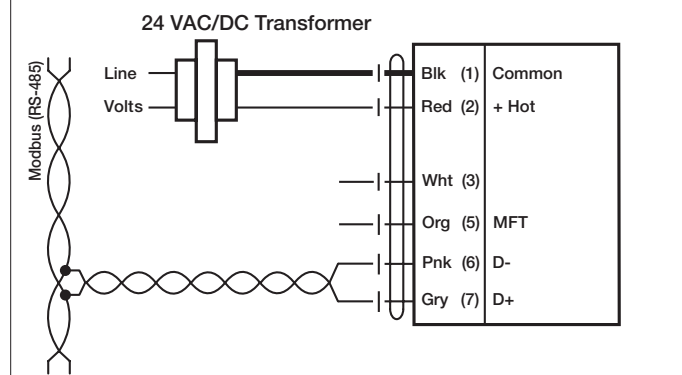 24 VAC/DC Transformer
Modbus (RS-485)
Line
Volts
Blk (1) Common
Red (2) + Hot
Wht (3)
Org (5) MFT
Pnk (6) D-
Gry (7) D+